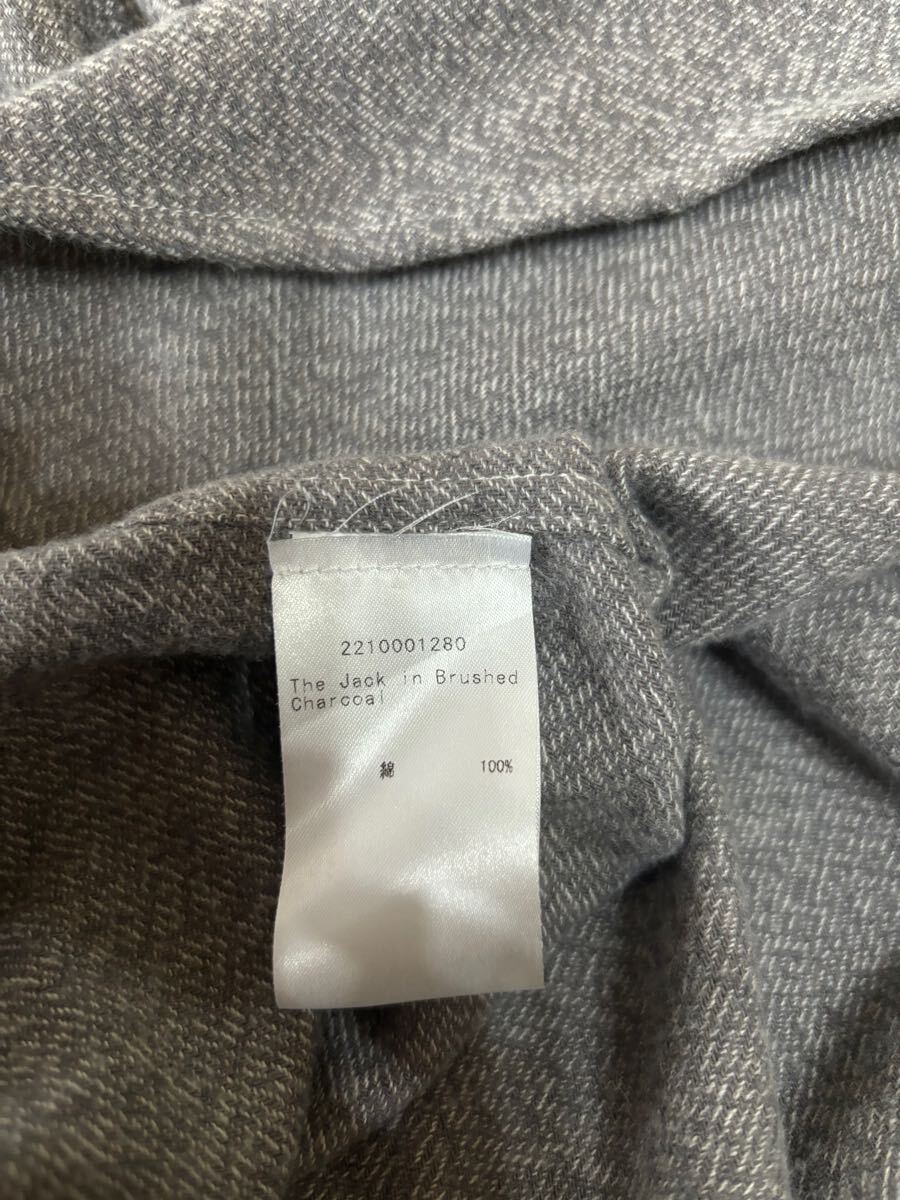 2210001280
The Jack in Brushed
Charcoal
綿 100%